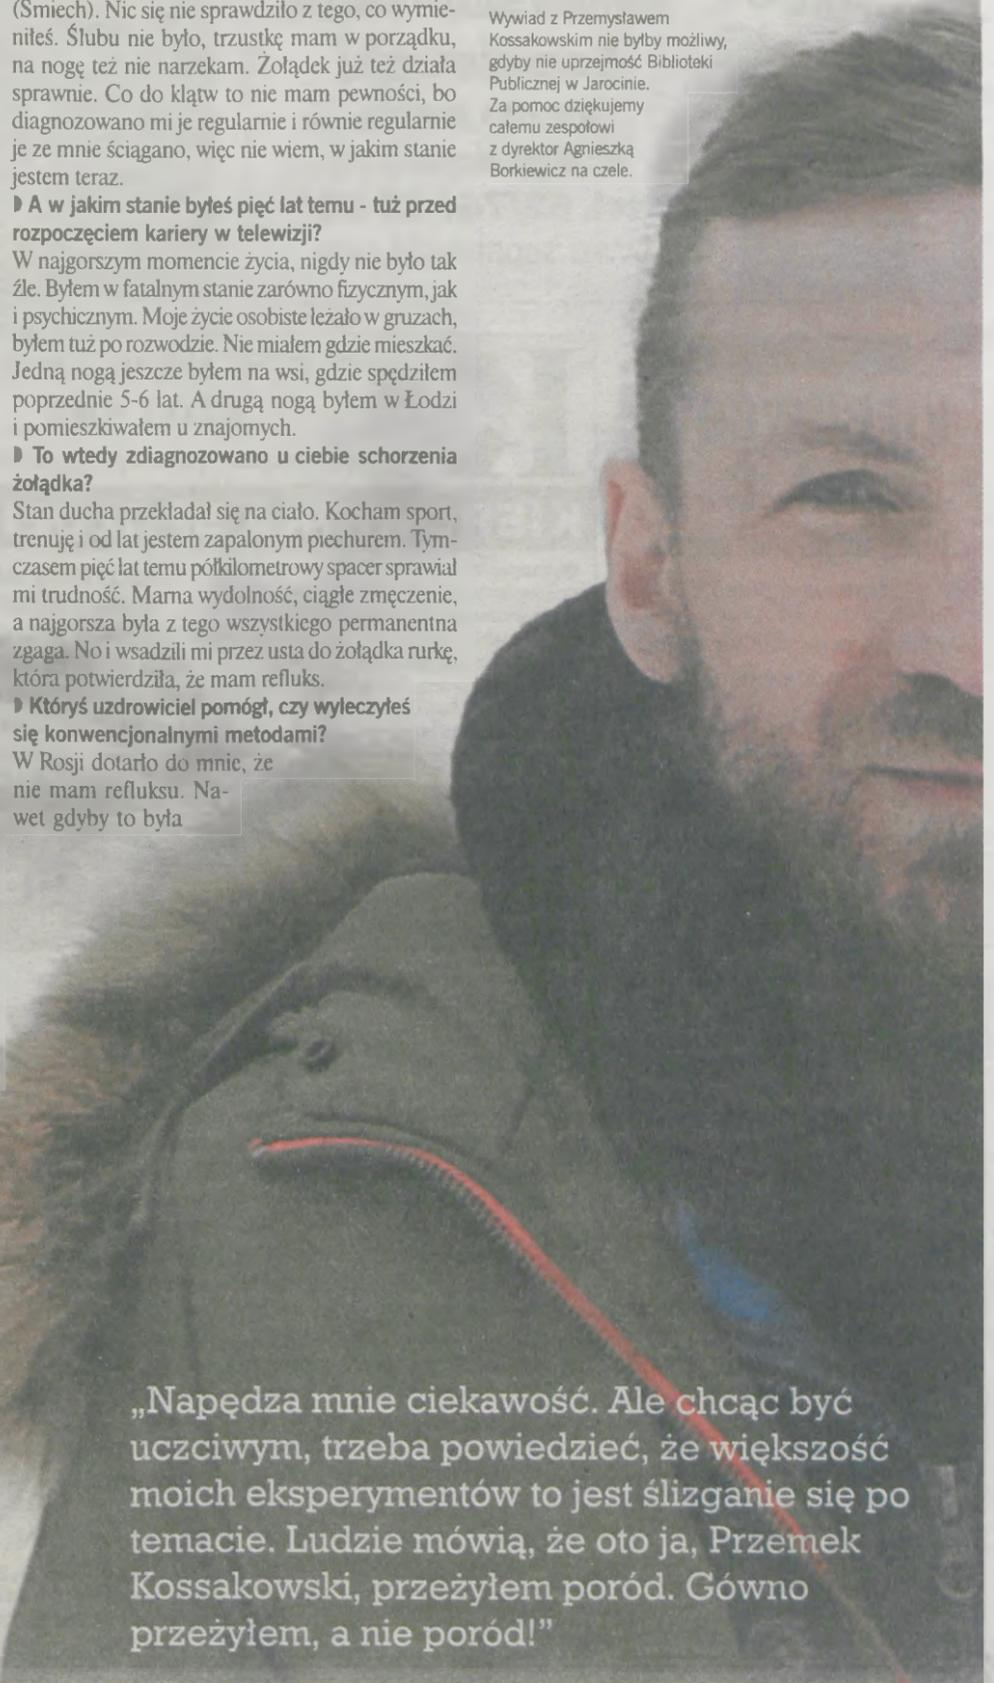 (Śmiech). Nic się nie sprawdziło z tego, co wymie-
niłeś. Ślubu nie było, trzustkę mam w porządku,
na nogę też nie narzekam. Żołądek już też działa
sprawnie. Co do klątw to nie mam pewności, bo
diagnozowano mi je regularnie i równie regularnie
je ze mnie ściągano, więc nie wiem, w jakim stanie
jestem teraz.
A w jakim stanie byłeś pięć lat temu - tuż przed
rozpoczęciem kariery w telewizji?
W najgorszym momencie życia, nigdy nie było tak
źle. Byłem w fatalnym stanie zarówno fizycznym, jak
i psychicznym. Moje życie osobiste leżało w gruzach,
byłem tuż po rozwodzie. Nie miałem gdzie mieszkać.
Jedną nogą jeszcze byłem na wsi, gdzie spędziłem
poprzednie 5-6 lat. A drugą nogą byłem w Łodzi
i pomieszkiwałem u znajomych.
To wtedy zdiagnozowano u ciebie schorzenia
żołądka?
Stan ducha przekładał się na ciało. Kocham sport,
trenuję i od lat jestem zapalonym piechurem. Tym-
czasem pięć lat temu półkilometrowy spacer sprawiał
mi trudność. Marna wydolność, ciągłe zmęczenie,
a najgorsza była z tego wszystkiego permanentna
zgaga. No i wsadzili mi przez usta do żołądka rurkę,
która potwierdziła, że mam refluks.
Któryś uzdrowiciel pomógł, czy wyleczyłeś
się konwencjonalnymi metodami?
W Rosji dotarło do mnie, że
nie mam refluksu. Na-
wet gdyby to była
Wywiad z Przemysławem
Kossakowskim nie byłby możliwy,
gdyby nie uprzejmość Biblioteki
Publicznej w Jarocinie.
Za pomoc dziękujemy
całemu zespołowi
z dyrektor Agnieszką
Borkiewicz na czele.
„Napędza mnie ciekawość. Ale chcąc być
uczciwym, trzeba powiedzieć, że większość
moich eksperymentów to jest ślizganie się po
temacie. Ludzie mówią, że oto ja, Przemek
Kossakowski, przeżyłem poród. Gówno
przeżyłem, a nie poród!”